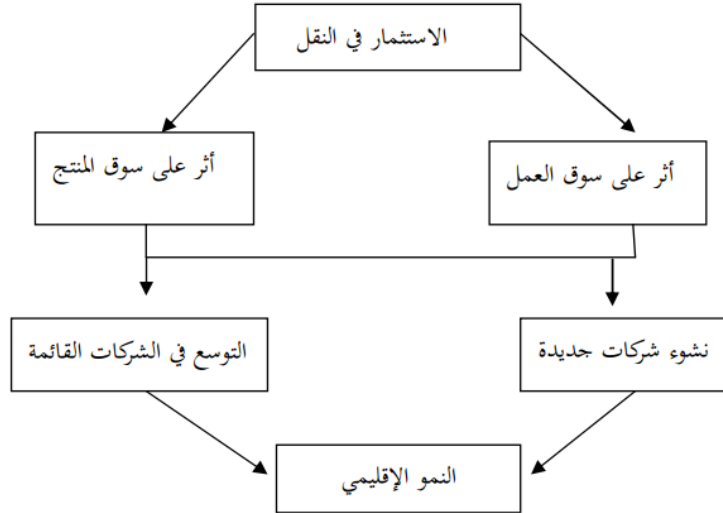 الاستثمار في النقل
أثر على سوق العمل
أثر على سوق المنتج
نشوء شركات جديدة
التوسع في الشركات القائمة
النمو الإقليمي